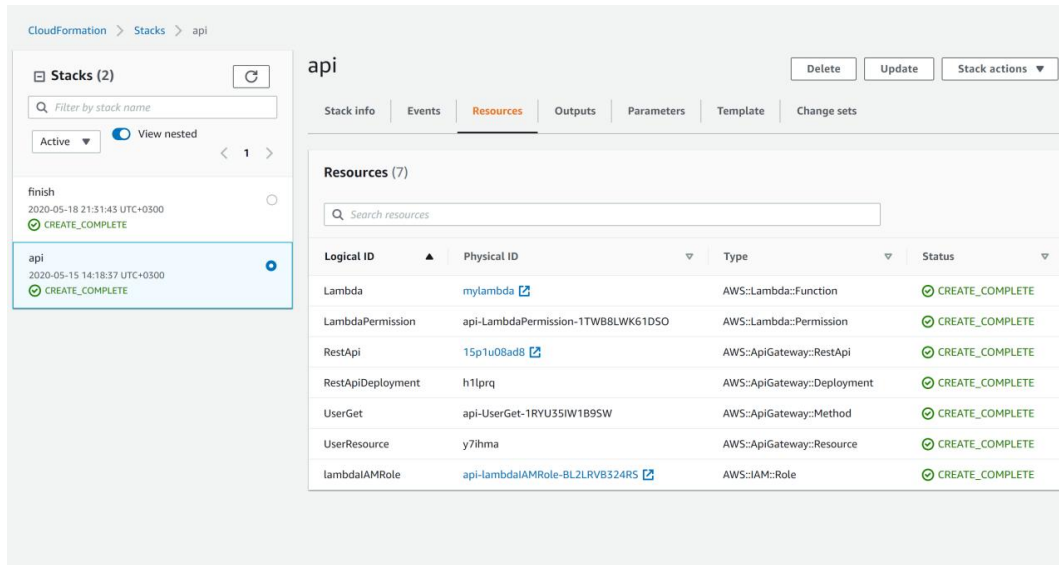 CloudFormation > Stacks > api
Stacks (2)
Filter by stack name
Active
View nested
< 1 >
finish
2020-05-18 21:31:43 UTC+0300
CREATE_COMPLETE
api
2020-05-15 14:18:37 UTC+0300
CREATE_COMPLETE
api
Delete Update Stack actions
Stack info Events Resources Outputs Parameters Template Change sets
Resources (7)
Search resources
Logical ID Physical ID Type Status
Lambda mylambda AWS::Lambda::Function CREATE_COMPLETE
LambdaPermission api-LambdaPermission-1TWB8LWK61DSO AWS::Lambda::Permission CREATE_COMPLETE
RestApi 15p1u08ad8 AWS::ApiGateway::RestApi CREATE_COMPLETE
RestApiDeployment h1lprq AWS::ApiGateway::Deployment CREATE_COMPLETE
UserGet api-UserGet-1RYU35IW1B9SW AWS::ApiGateway::Method CREATE_COMPLETE
UserResource y7ihma AWS::ApiGateway::Resource CREATE_COMPLETE
lambdaIAMRole api-lambdaIAMRole-BL2LRVB324RS AWS::IAM::Role CREATE_COMPLETE